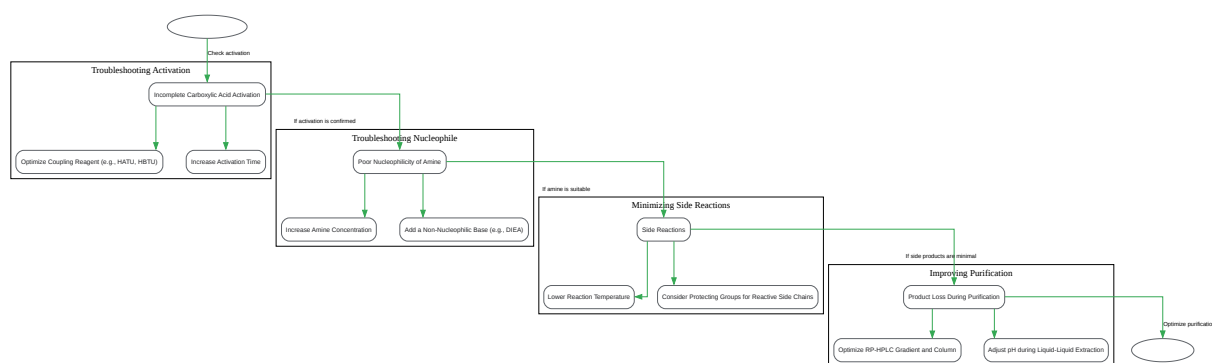 Check activation
Troubleshooting Activation
Incomplete Carboxylic Acid Activation
Optimize Coupling Reagent (e.g., HATU, HBTU)
Increase Activation Time
If activation is confirmed
Troubleshooting Nucleophile
Poor Nucleophilicity of Amine
Increase Amine Concentration
Add a Non-Nucleophilic Base (e.g., DIEA)
If amine is suitable
Minimizing Side Reactions
Side Reactions
Lower Reaction Temperature
Consider Protecting Groups for Reactive Side Chains
If side products are minimal
Improving Purification
Product Loss During Purification
Optimize RP-HPLC Gradient and Column
Adjust pH during Liquid-Liquid Extraction
Optimize purificatio